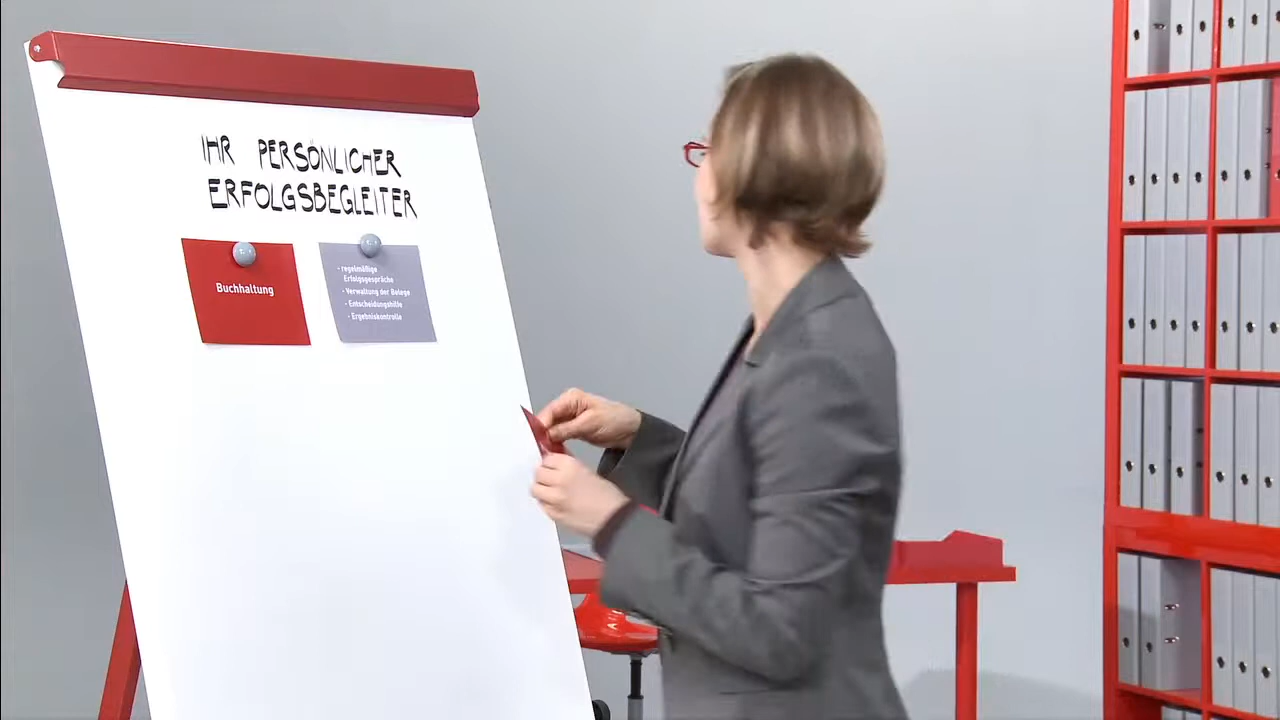 IHR PERSÖNLICHER
ERFOLGSBEGLEITER
Buchhaltung
- regelmäßige
Erfolgsgespräche
- Verwaltung der Belege
- Entscheidungshilfe
- Ergebniskontrolle